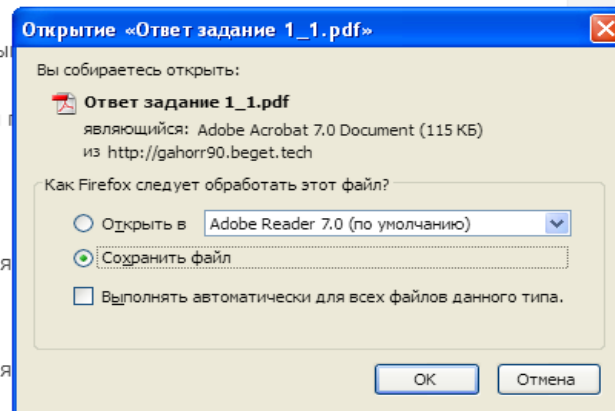 Открытие «Ответ задание 1_1.pdf»
Вы собираетесь открыть:
Ответ задание 1_1.pdf
являющийся: Adobe Acrobat 7.0 Document (115 КБ)
из http://gahorr90.beget.tech
Как Firefox следует обработать этот файл?
Открыть в Adobe Reader 7.0 (по умолчанию)
Сохранить файл
Выполнять автоматически для всех файлов данного типа.
ОК Отмена